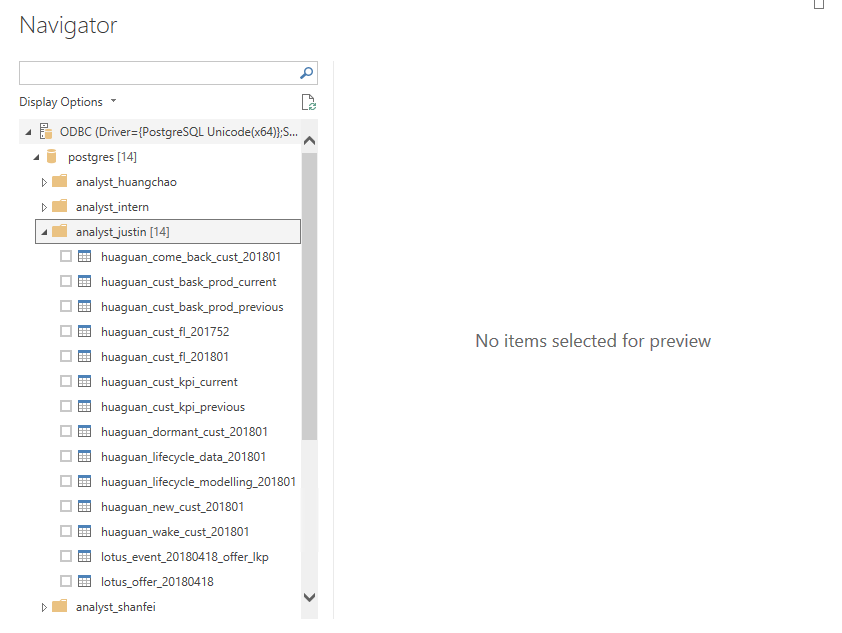 Navigator
Display Options
ODBC (Driver={PostgreSQL Unicode(x64)};S...
postgres [14]
analyst_huangchao
analyst_intern
analyst_justin [14]
huaguan_come_back_cust_201801
huaguan_cust_bask_prod_current
huaguan_cust_bask_prod_previous
huaguan_cust_fl_201752
huaguan_cust_fl_201801
huaguan_cust_kpi_current
huaguan_cust_kpi_previous
huaguan_dormant_cust_201801
huaguan_lifecycle_data_201801
huaguan_lifecycle_modelling_201801
huaguan_new_cust_201801
huaguan_wake_cust_201801
lotus_event_20180418_offer_lkp
lotus_offer_20180418
analyst_shanfei
No items selected for preview